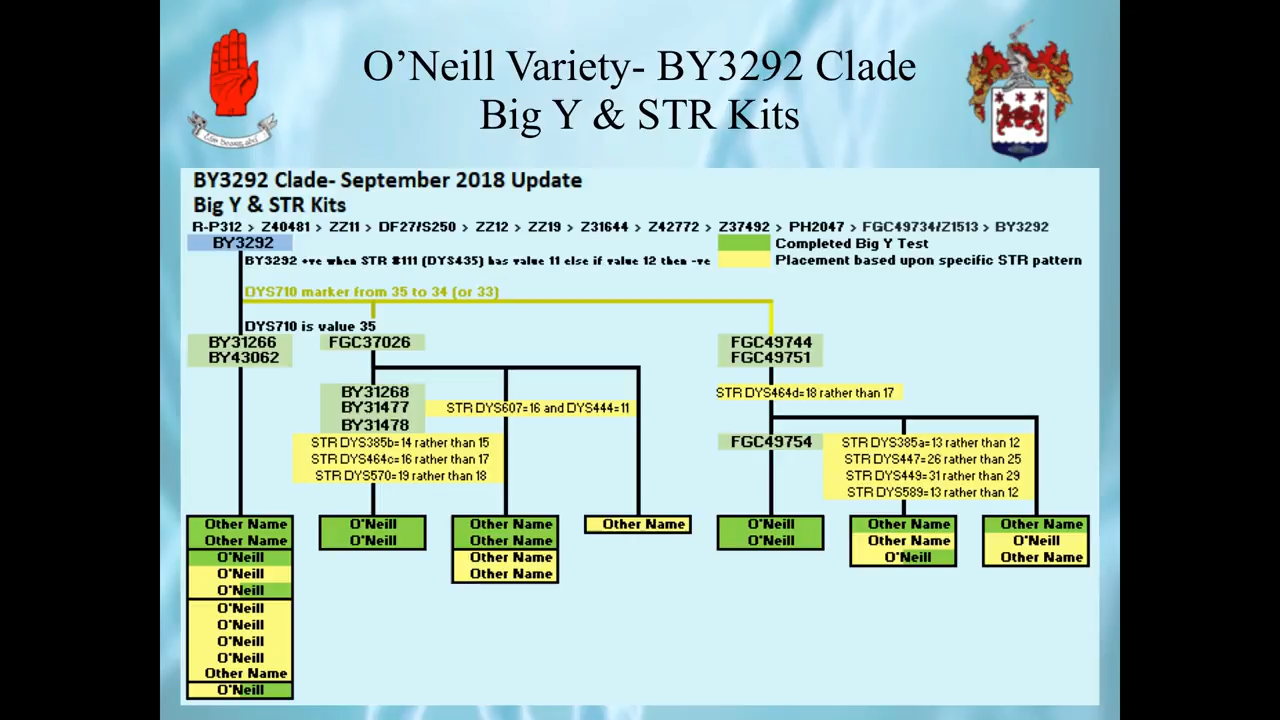 O'Neill Variety- BY3292 Clade
Big Y & STR Kits
BY3292 Clade- September 2018 Update
Big Y & STR Kits
R-P312 > Z40481 > ZZ11 > DF27/S250 > ZZ12 > ZZ19 > Z31644 > Z42772 > Z37492 > PH2047 > FGC49734/Z1513 > BY3292
BY3292
Completed Big Y Test
BY3292 +ve when STR #111 (DYS435) has value 11 else if value 12 then -ve
Placement based upon specific STR pattern
DYS710 marker from 35 to 34 (or 33)
DYS710 is value 35
BY31266
BY43062
FGC37026
FGC49744
FGC49751
BY31268
BY31477
BY31478
STR DYS607=16 and DYS444=11
STR DYS464d=18 rather than 17
STR DYS385b=14 rather than 15
STR DYS464c=16 rather than 17
STR DYS570=19 rather than 18
FGC49754
STR DYS385a=13 rather than 12
STR DYS447=26 rather than 25
STR DYS449=31 rather than 29
STR DYS589=13 rather than 12
Other Name
Other Name
O'Neill
O'Neill
O'Neill
O'Neill
O'Neill
O'Neill
O'Neill
Other Name
O'Neill
O'Neill
O'Neill
Other Name
Other Name
Other Name
Other Name
Other Name
O'Neill
O'Neill
Other Name
Other Name
O'Neill
Other Name
O'Neill
Other Name